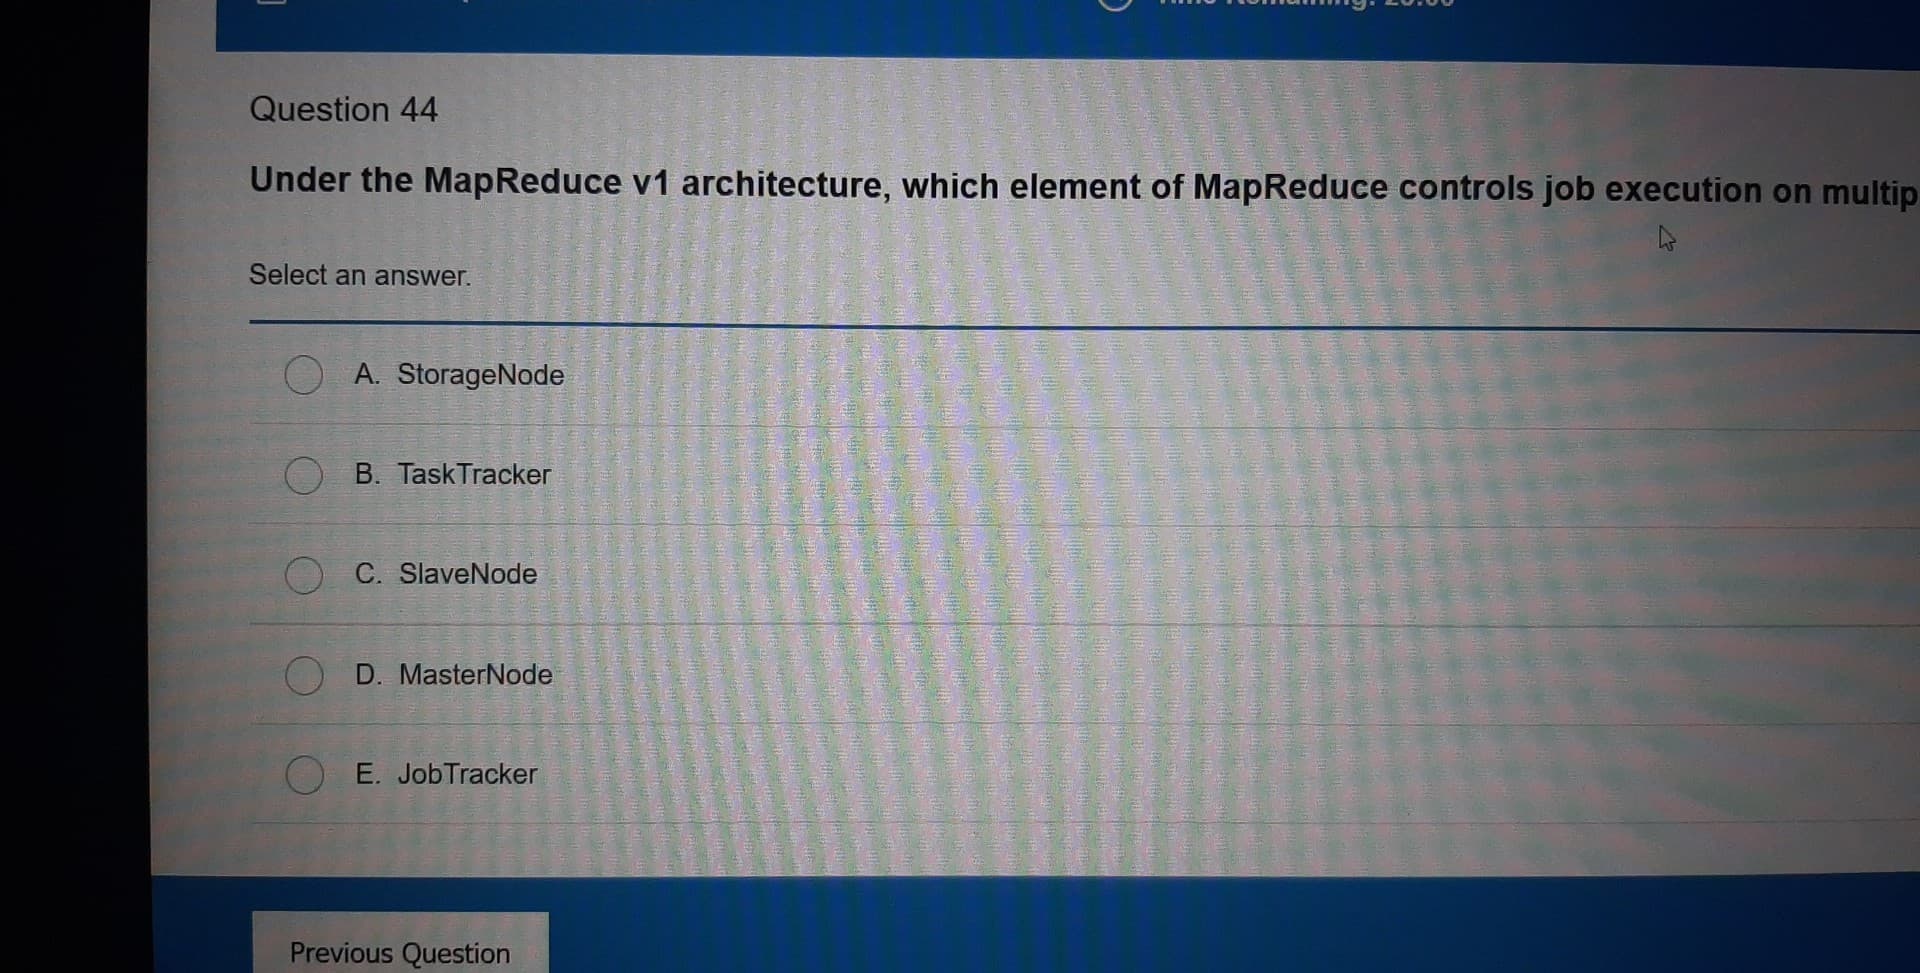 Question 44
Under the MapReduce v1 architecture, which element of MapReduce controls job execution on multip
Select an answer.
A. StorageNode
B. TaskTracker
C. SlaveNode
D. MasterNode
E. JobTracker
Previous Question